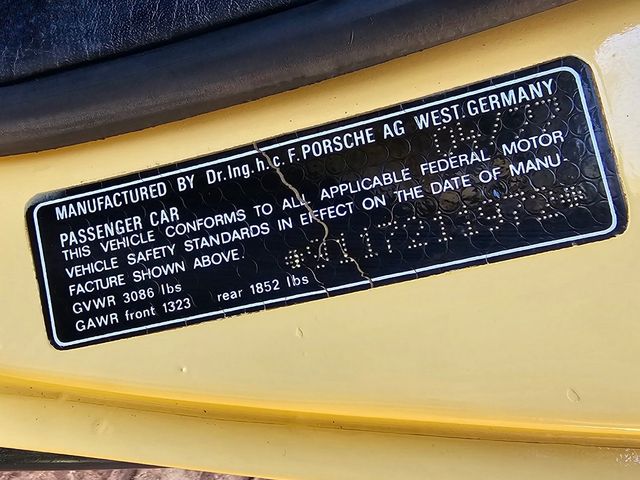 MANUFACTURED BY Dr.Ing.h.c. F.PORSCHE AG WEST GERMANY
PASSENGER CAR
THIS VEHICLE CONFORMS TO ALL APPLICABLE FEDERAL MOTOR
VEHICLE SAFETY STANDARDS IN EFFECT ON THE DATE OF MANU-
FACTURE SHOWN ABOVE.
GVWR 3086 lbs
GAWR front 1323 rear 1852 lbs